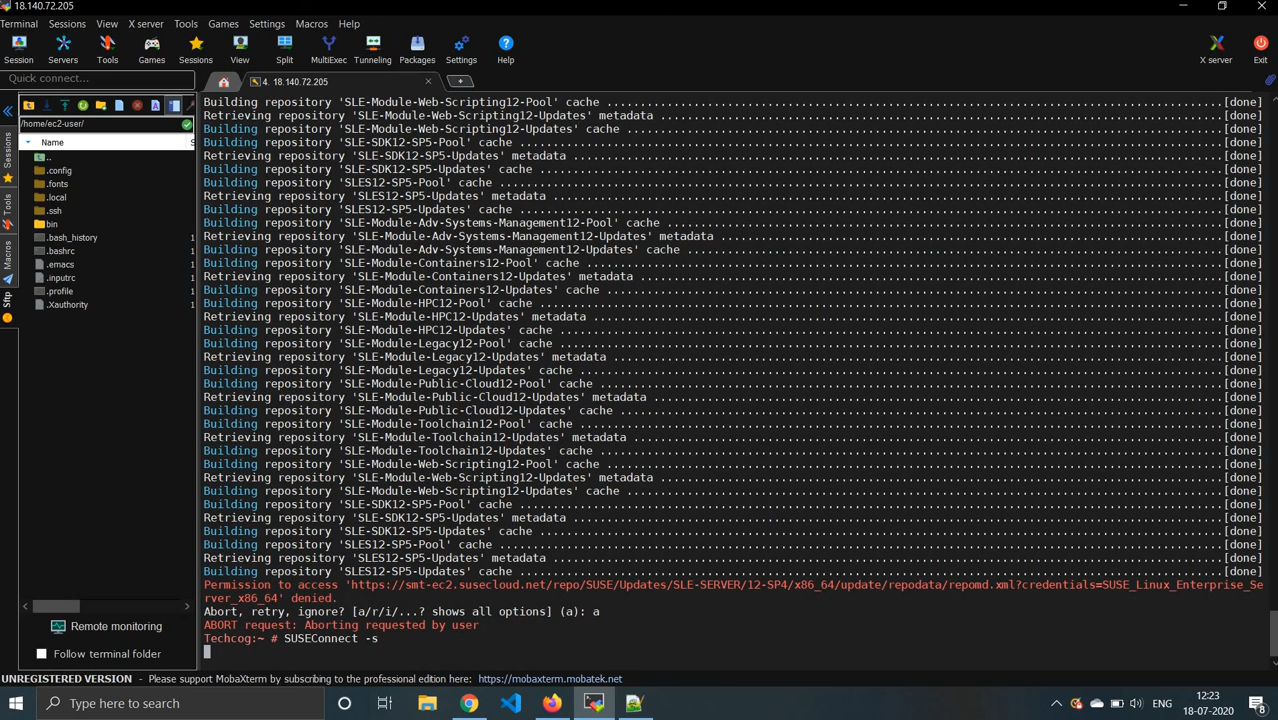 18.140.72.205
Terminal Sessions View X server Tools Games Settings Macros Help
Session Servers Tools Games Sessions View Split MultiExec Tunneling Packages Settings Help X server Exit
Quick connect...
4. 18.140.72.205
/home/ec2-user/
Name S
..
.config
.fonts
.local
.ssh
bin
.bash_history 1
.bashrc 1
.emacs 1
.inputrc 1
.profile 1
.Xauthority 1
Sessions
Tools
Macros
Sftp
Remote monitoring
Follow terminal folder
Building repository 'SLE-Module-Web-Scripting12-Pool' cache [done]
Retrieving repository 'SLE-Module-Web-Scripting12-Updates' metadata [done]
Building repository 'SLE-Module-Web-Scripting12-Updates' cache [done]
Building repository 'SLE-SDK12-SP5-Pool' cache [done]
Retrieving repository 'SLE-SDK12-SP5-Updates' metadata [done]
Building repository 'SLE-SDK12-SP5-Updates' cache [done]
Building repository 'SLES12-SP5-Pool' cache [done]
Retrieving repository 'SLES12-SP5-Updates' metadata [done]
Building repository 'SLES12-SP5-Updates' cache [done]
Building repository 'SLE-Module-Adv-Systems-Management12-Pool' cache [done]
Retrieving repository 'SLE-Module-Adv-Systems-Management12-Updates' metadata [done]
Building repository 'SLE-Module-Adv-Systems-Management12-Updates' cache [done]
Building repository 'SLE-Module-Containers12-Pool' cache [done]
Retrieving repository 'SLE-Module-Containers12-Updates' metadata [done]
Building repository 'SLE-Module-Containers12-Updates' cache [done]
Building repository 'SLE-Module-HPC12-Pool' cache [done]
Retrieving repository 'SLE-Module-HPC12-Updates' metadata [done]
Building repository 'SLE-Module-HPC12-Updates' cache [done]
Building repository 'SLE-Module-Legacy12-Pool' cache [done]
Retrieving repository 'SLE-Module-Legacy12-Updates' metadata [done]
Building repository 'SLE-Module-Legacy12-Updates' cache [done]
Building repository 'SLE-Module-Public-Cloud12-Pool' cache [done]
Retrieving repository 'SLE-Module-Public-Cloud12-Updates' metadata [done]
Building repository 'SLE-Module-Public-Cloud12-Updates' cache [done]
Building repository 'SLE-Module-Toolchain12-Pool' cache [done]
Retrieving repository 'SLE-Module-Toolchain12-Updates' metadata [done]
Building repository 'SLE-Module-Toolchain12-Updates' cache [done]
Building repository 'SLE-Module-Web-Scripting12-Pool' cache [done]
Retrieving repository 'SLE-Module-Web-Scripting12-Updates' metadata [done]
Building repository 'SLE-Module-Web-Scripting12-Updates' cache [done]
Building repository 'SLE-SDK12-SP5-Pool' cache [done]
Retrieving repository 'SLE-SDK12-SP5-Updates' metadata [done]
Building repository 'SLE-SDK12-SP5-Updates' cache [done]
Building repository 'SLES12-SP5-Pool' cache [done]
Retrieving repository 'SLES12-SP5-Updates' metadata [done]
Building repository 'SLES12-SP5-Updates' cache [done]
Permission to access 'https://smt-ec2.susecloud.net/repo/SUSE/Updates/SLE-SERVER/12-SP4/x86_64/update/repodata/repomd.xml?credentials=SUSE_Linux_Enterprise_Se
rver_x86_64' denied.
Abort, retry, ignore? [a/r/i/...? shows all options] (a): a
ABORT request: Aborting requested by user
Techcog:~ # SUSEConnect -s
UNREGISTERED VERSION - Please support MobaXterm by subscribing to the professional edition here: https://mobaxterm.mobatek.net
Type here to search
ENG
12:23
18-07-2020
8